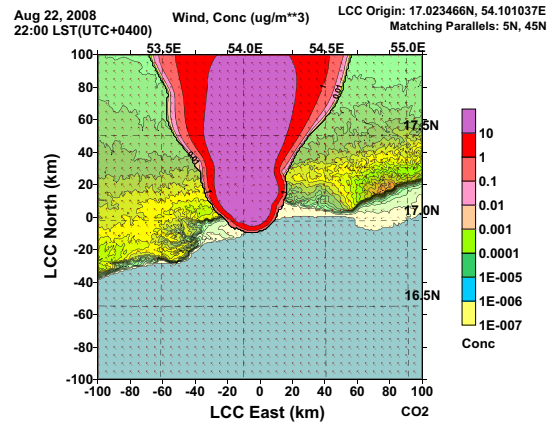 Aug 22, 2008
22:00 LST(UTC+0400)
Wind, Conc (ug/m**3)
LCC Origin: 17.023466N, 54.101037E
Matching Parallels: 5N, 45N
53.5E 54.0E 54.5E 55.0E
100
80
60
40
20
0
-20
-40
-60
-80
-100
LCC North (km)
17.5N
17.0N
16.5N
-100 -80 -60 -40 -20 0 20 40 60 80 100
LCC East (km)
CO2
10
1
0.1
0.01
0.001
0.0001
1E-005
1E-006
1E-007
Conc